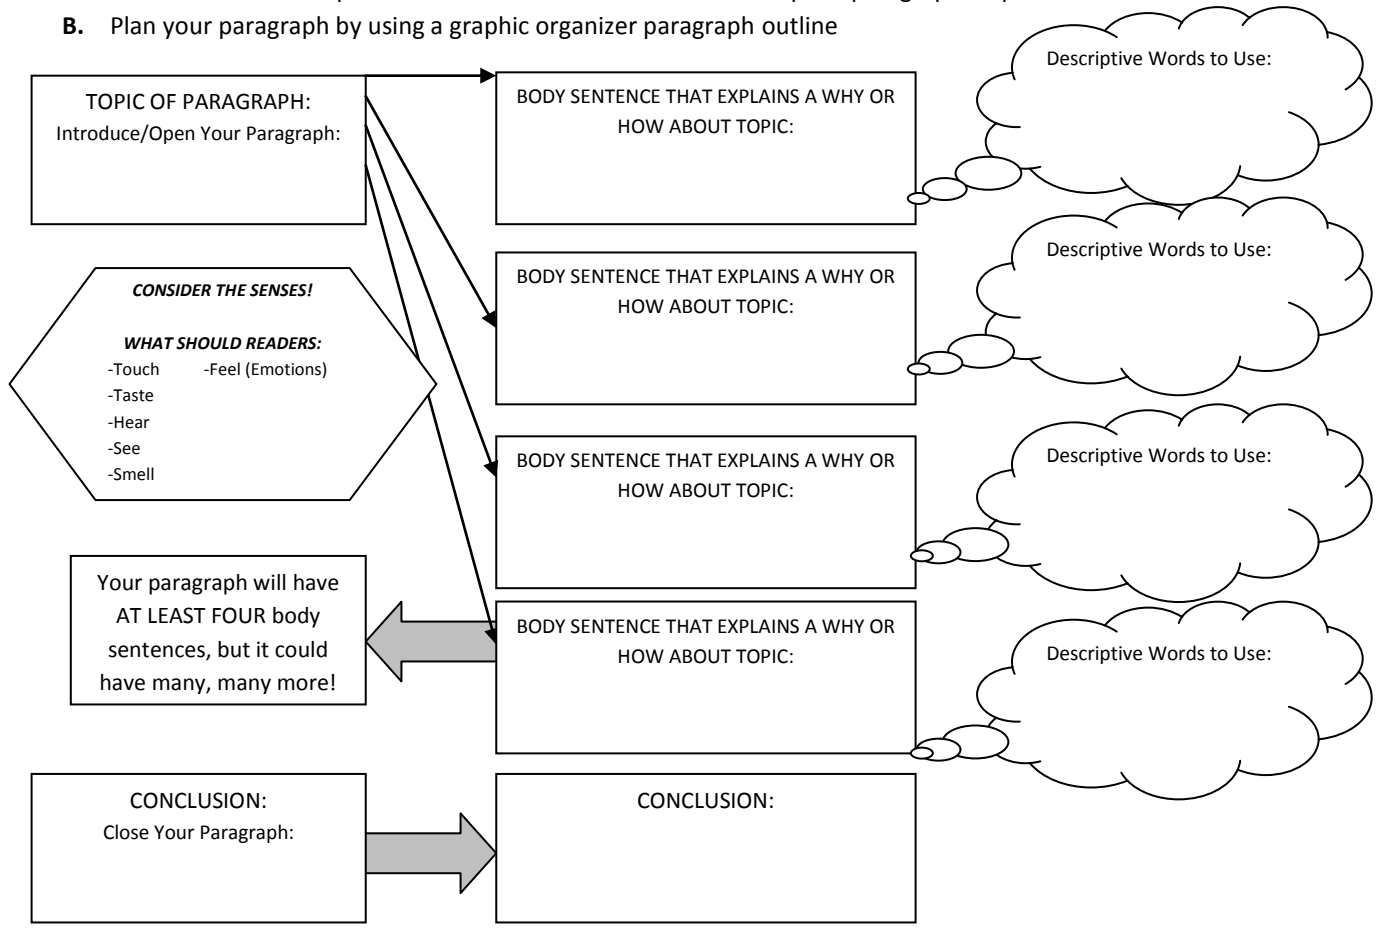 B. Plan your paragraph by using a graphic organizer paragraph outline
TOPIC OF PARAGRAPH:
Introduce/Open Your Paragraph:
BODY SENTENCE THAT EXPLAINS A WHY OR
HOW ABOUT TOPIC:
Descriptive Words to Use:
CONSIDER THE SENSES!
WHAT SHOULD READERS:
-Touch -Feel (Emotions)
-Taste
-Hear
-See
-Smell
BODY SENTENCE THAT EXPLAINS A WHY OR
HOW ABOUT TOPIC:
Descriptive Words to Use:
BODY SENTENCE THAT EXPLAINS A WHY OR
HOW ABOUT TOPIC:
Descriptive Words to Use:
Your paragraph will have
AT LEAST FOUR body
sentences, but it could
have many, many more!
BODY SENTENCE THAT EXPLAINS A WHY OR
HOW ABOUT TOPIC:
Descriptive Words to Use:
CONCLUSION:
Close Your Paragraph:
CONCLUSION: